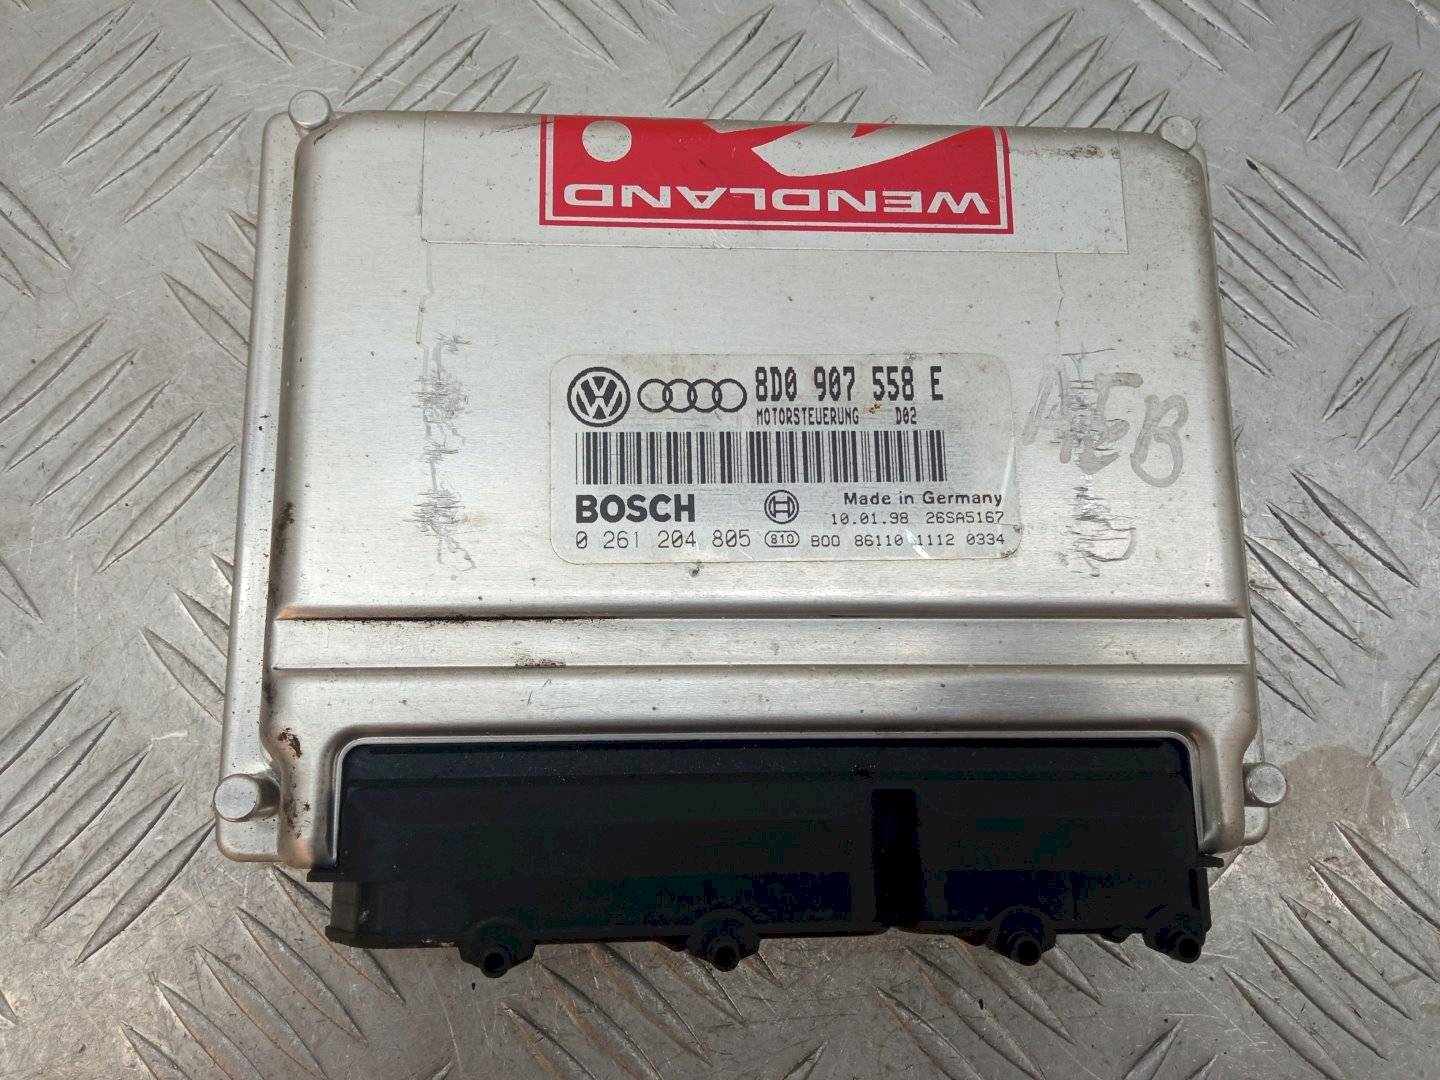 WENDLAND
8D0 907 558 E
MOTORSTEUERUNG D02
BOSCH
Made in Germany
10.01.98 26SA5167
0 261 204 805 810 B00 86110 1112 0334
AEB